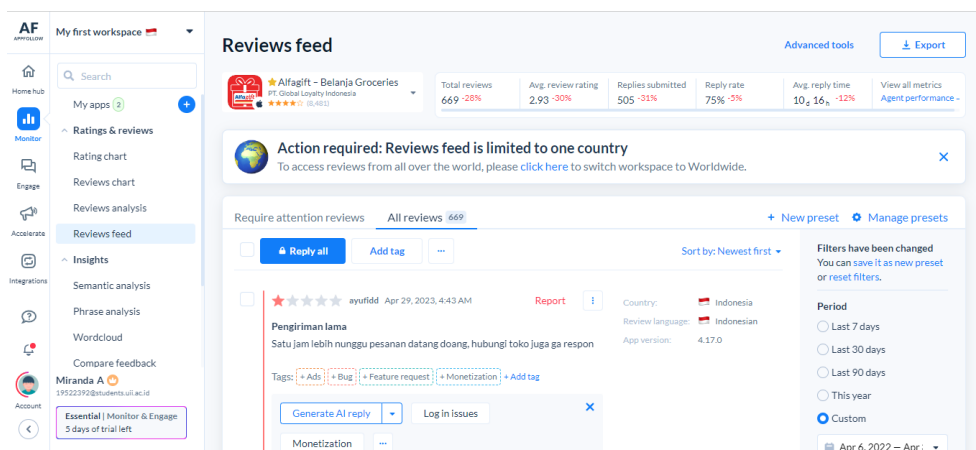 AF
APPFOLLOW
My first workspace
Home hub
Monitor
Engage
Accelerate
Integrations
Account
Search
My apps 2
Ratings & reviews
Rating chart
Reviews chart
Reviews analysis
Reviews feed
Insights
Semantic analysis
Phrase analysis
Wordcloud
Compare feedback
Miranda A
19522392@students.uii.ac.id
Essential | Monitor & Engage
5 days of trial left
Reviews feed
Advanced tools
Export
Alfagift – Belanja Groceries
PT. Global Loyalty Indonesia
(8,481)
Total reviews
669 -28%
Avg. review rating
2.93 -30%
Replies submitted
505 -31%
Reply rate
75% -5%
Avg. reply time
10 d 16 h -12%
View all metrics
Agent performance
Action required: Reviews feed is limited to one country
To access reviews from all over the world, please click here to switch workspace to Worldwide.
Require attention reviews
All reviews 669
+ New preset
Manage presets
Reply all
Add tag
...
Sort by: Newest first
ayufidd Apr 29, 2023, 4:43 AM
Report
Pengiriman lama
Satu jam lebih nunggu pesanan datang doang, hubungi toko juga ga respon
Tags: + Ads + Bug + Feature request + Monetization + Add tag
Generate AI reply
Log in issues
Monetization
...
Country: Indonesia
Review language: Indonesian
App version: 4.17.0
Filters have been changed
You can save it as new preset
or reset filters.
Period
Last 7 days
Last 30 days
Last 90 days
This year
Custom
Apr 6, 2022 — Apr